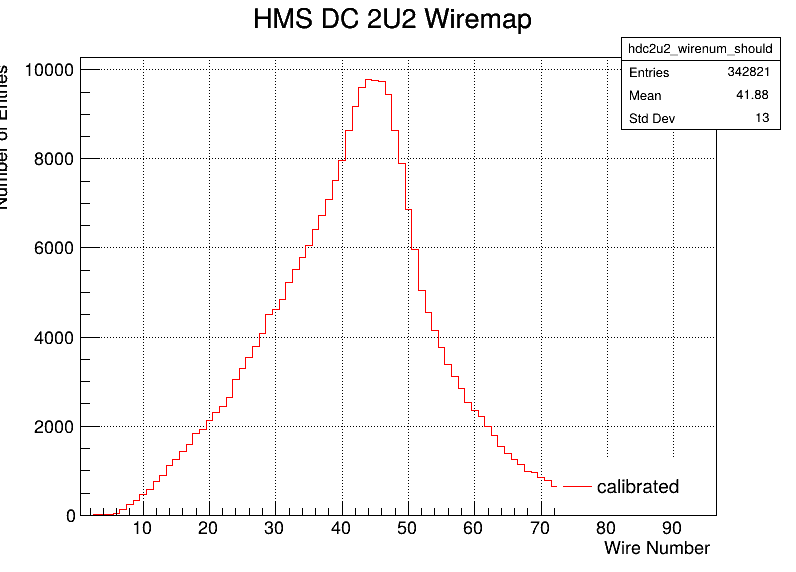 HMS DC 2U2 Wiremap
hdc2u2_wirenum_should
Entries 342821
Mean 41.88
Std Dev 13
Number of Entries
10000
8000
6000
4000
2000
0
calibrated
10 20 30 40 50 60 70 80 90
Wire Number